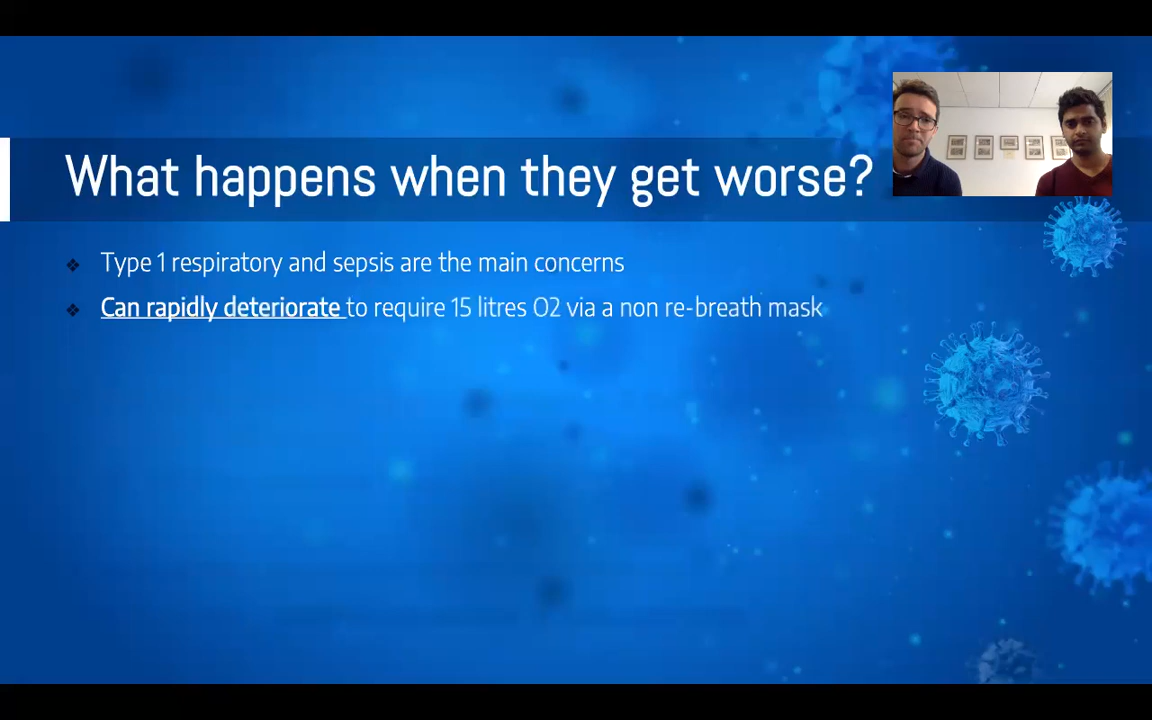 What happens when they get worse?
Type 1 respiratory and sepsis are the main concerns
Can rapidly deteriorate to require 15 litres O2 via a non re-breath mask